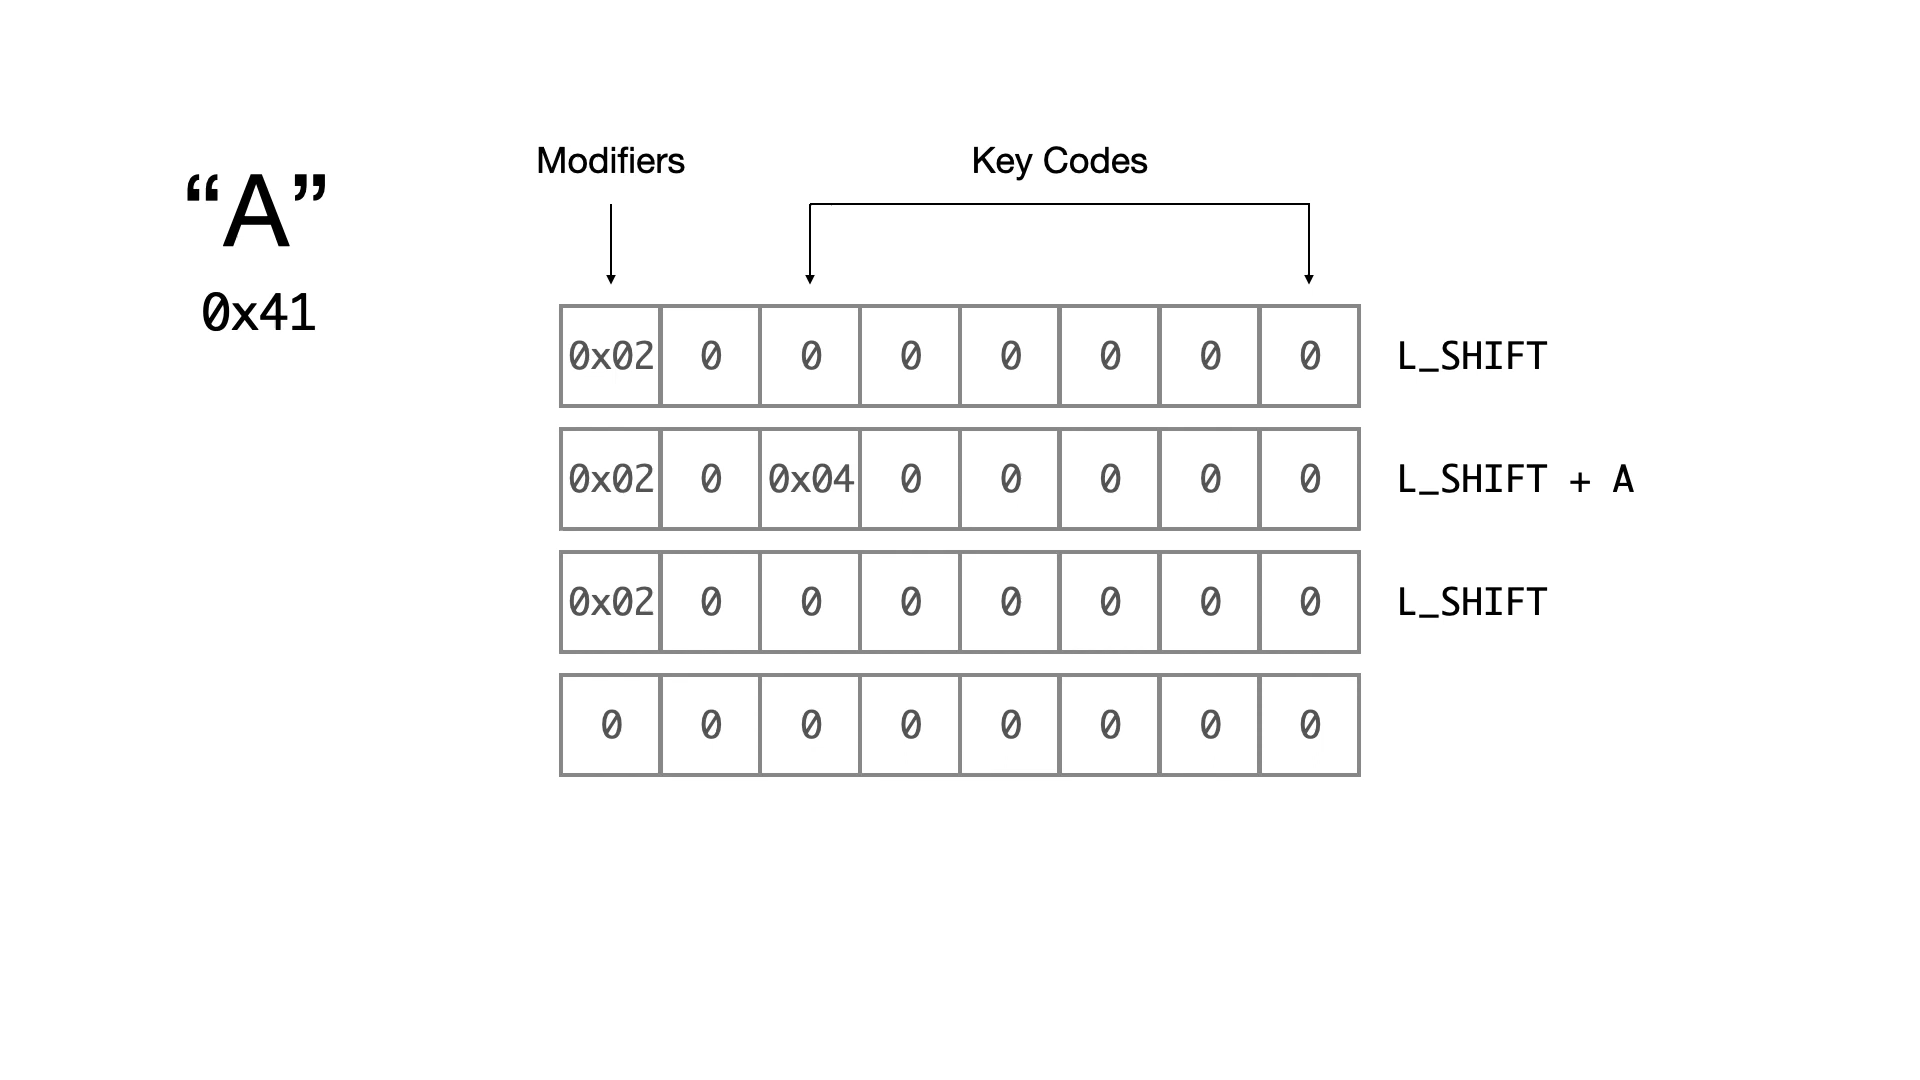 “A”
0x41
Modifiers
Key Codes
0x02 0 0 0 0 0 0 0 L_SHIFT
0x02 0 0x04 0 0 0 0 0 L_SHIFT + A
0x02 0 0 0 0 0 0 0 L_SHIFT
0 0 0 0 0 0 0 0